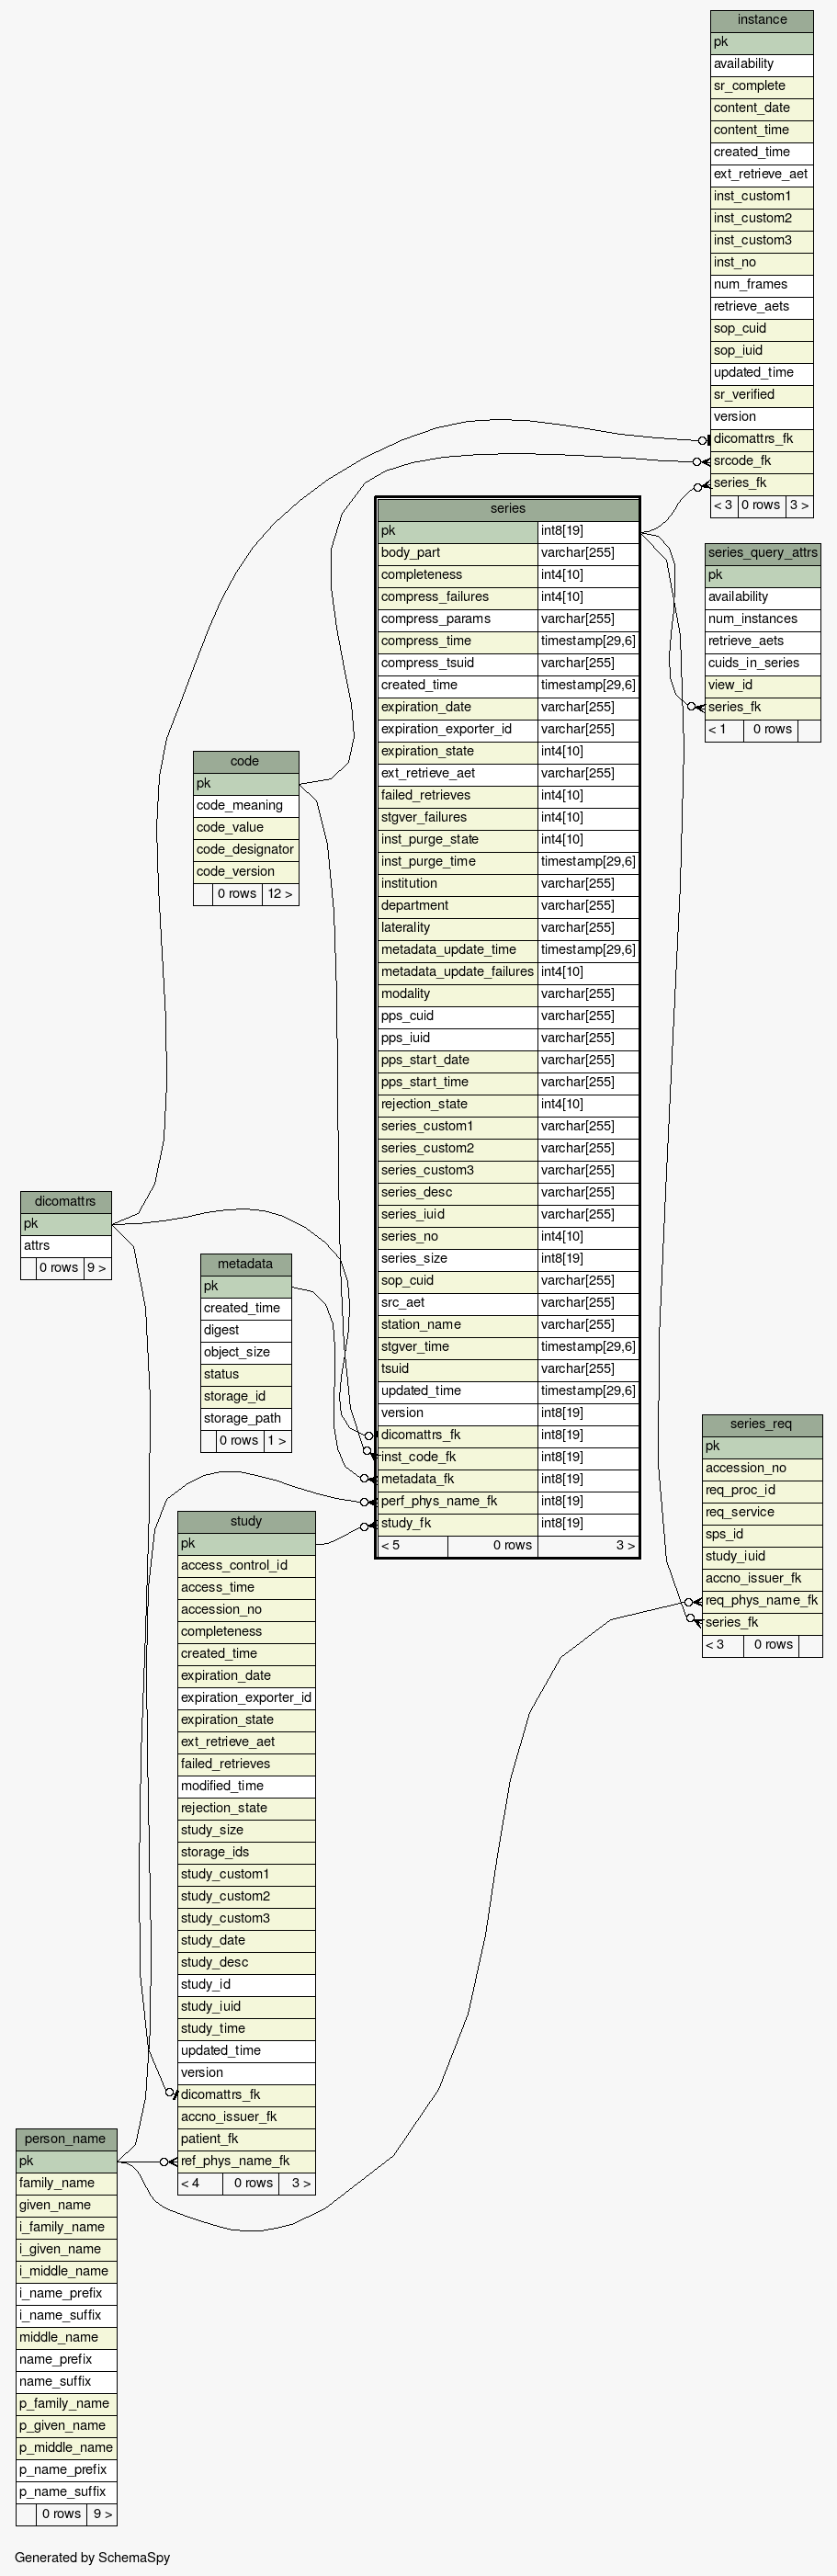 instance
pk
availability
sr_complete
content_date
content_time
created_time
ext_retrieve_aet
inst_custom1
inst_custom2
inst_custom3
inst_no
num_frames
retrieve_aets
sop_cuid
sop_iuid
updated_time
sr_verified
version
dicomattrs_fk
srcode_fk
series_fk
< 3 0 rows 3 >
series
pk int8[19]
body_part varchar[255]
completeness int4[10]
compress_failures int4[10]
compress_params varchar[255]
compress_time timestamp[29,6]
compress_tsuid varchar[255]
created_time timestamp[29,6]
expiration_date varchar[255]
expiration_exporter_id varchar[255]
expiration_state int4[10]
ext_retrieve_aet varchar[255]
failed_retrieves int4[10]
stgver_failures int4[10]
inst_purge_state int4[10]
inst_purge_time timestamp[29,6]
institution varchar[255]
department varchar[255]
laterality varchar[255]
metadata_update_time timestamp[29,6]
metadata_update_failures int4[10]
modality varchar[255]
pps_cuid varchar[255]
pps_iuid varchar[255]
pps_start_date varchar[255]
pps_start_time varchar[255]
rejection_state int4[10]
series_custom1 varchar[255]
series_custom2 varchar[255]
series_custom3 varchar[255]
series_desc varchar[255]
series_iuid varchar[255]
series_no int4[10]
series_size int8[19]
sop_cuid varchar[255]
src_aet varchar[255]
station_name varchar[255]
stgver_time timestamp[29,6]
tsuid varchar[255]
updated_time timestamp[29,6]
version int8[19]
dicomattrs_fk int8[19]
inst_code_fk int8[19]
metadata_fk int8[19]
perf_phys_name_fk int8[19]
study_fk int8[19]
< 5 0 rows 3 >
series_query_attrs
pk
availability
num_instances
retrieve_aets
cuids_in_series
view_id
series_fk
< 1 0 rows
code
pk
code_meaning
code_value
code_designator
code_version
0 rows 12 >
dicomattrs
pk
attrs
0 rows 9 >
metadata
pk
created_time
digest
object_size
status
storage_id
storage_path
0 rows 1 >
series_req
pk
accession_no
req_proc_id
req_service
sps_id
study_iuid
accno_issuer_fk
req_phys_name_fk
series_fk
< 3 0 rows
study
pk
access_control_id
access_time
accession_no
completeness
created_time
expiration_date
expiration_exporter_id
expiration_state
ext_retrieve_aet
failed_retrieves
modified_time
rejection_state
study_size
storage_ids
study_custom1
study_custom2
study_custom3
study_date
study_desc
study_id
study_iuid
study_time
updated_time
version
dicomattrs_fk
accno_issuer_fk
patient_fk
ref_phys_name_fk
< 4 0 rows 3 >
person_name
pk
family_name
given_name
i_family_name
i_given_name
i_middle_name
i_name_prefix
i_name_suffix
middle_name
name_prefix
name_suffix
p_family_name
p_given_name
p_middle_name
p_name_prefix
p_name_suffix
0 rows 9 >
Generated by SchemaSpy